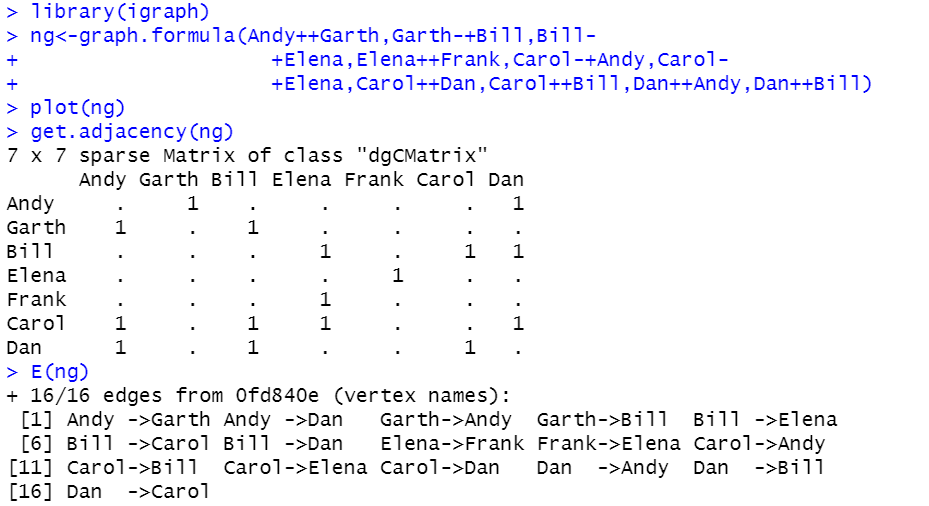 > library(igraph)
> ng<-graph.formula(Andy++Garth,Garth-+Bill,Bill-
+                      +Elena,Elena++Frank,Carol-+Andy,Carol-
+                      +Elena,Carol++Dan,Carol++Bill,Dan++Andy,Dan++Bill)
> plot(ng)
> get.adjacency(ng)
7 x 7 sparse Matrix of class "dgCMatrix"
      Andy Garth Bill Elena Frank Carol Dan
Andy     .     1    .     .     .     .   1
Garth    1     .    1     .     .     .   .
Bill     .     .    .     1     .     1   1
Elena    .     .    .     .     1     .   .
Frank    .     .    .     1     .     .   .
Carol    1     .    1     1     .     .   1
Dan      1     .    1     .     .     1   .
> E(ng)
+ 16/16 edges from 0fd840e (vertex names):
 [1] Andy ->Garth Andy ->Dan   Garth->Andy  Garth->Bill  Bill ->Elena
 [6] Bill ->Carol Bill ->Dan   Elena->Frank Frank->Elena Carol->Andy
[11] Carol->Bill  Carol->Elena Carol->Dan   Dan  ->Andy  Dan  ->Bill
[16] Dan  ->Carol